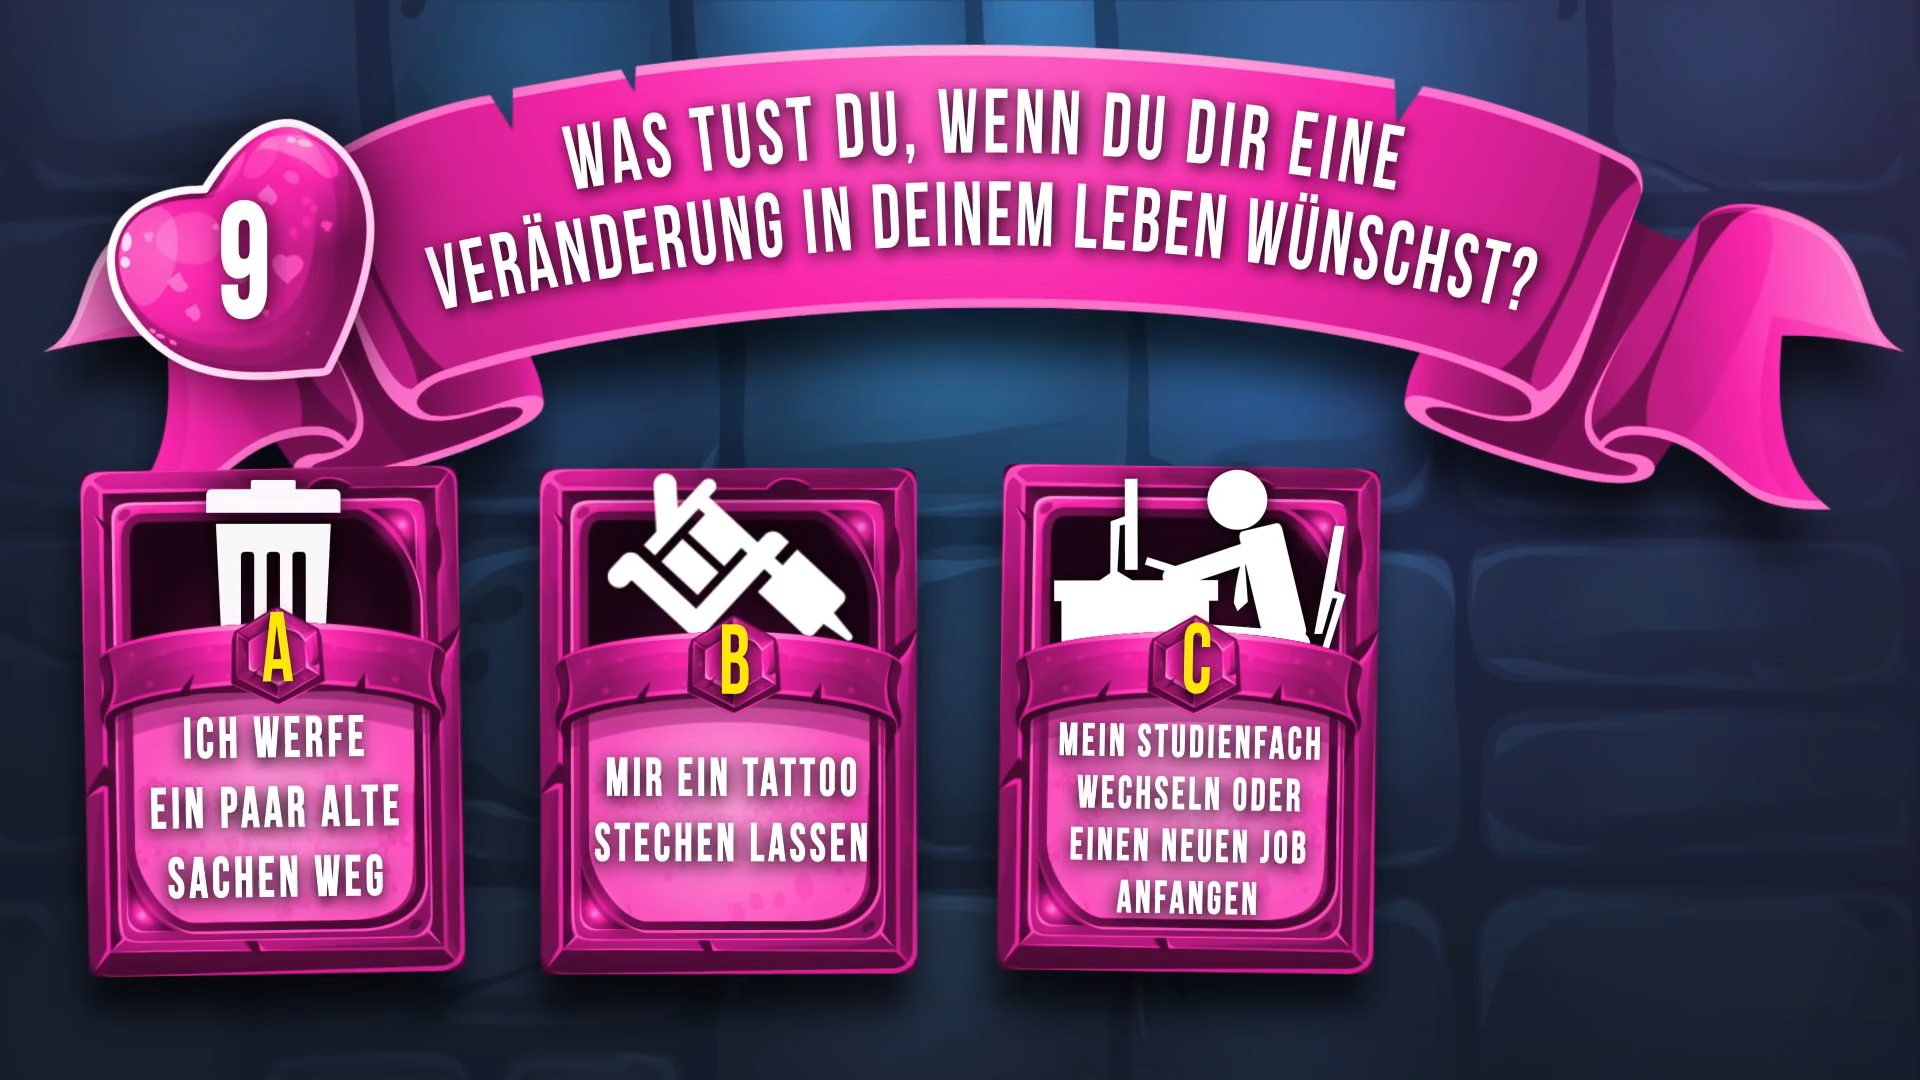 9
WAS TUST DU, WENN DU DIR EINE
VERÄNDERUNG IN DEINEM LEBEN WÜNSCHST?
A
ICH WERFE
EIN PAAR ALTE
SACHEN WEG
B
MIR EIN TATTOO
STECHEN LASSEN
C
MEIN STUDIENFACH
WECHSELN ODER
EINEN NEUEN JOB
ANFANGEN